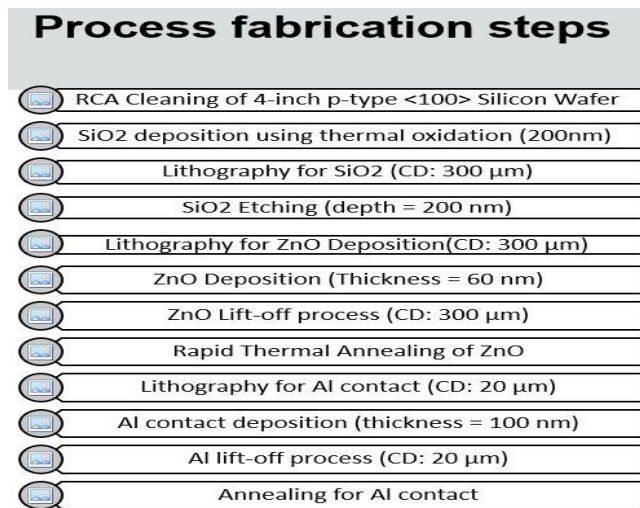 Process fabrication steps
RCA Cleaning of 4-inch p-type <100> Silicon Wafer
SiO2 deposition using thermal oxidation (200nm)
Lithography for SiO2 (CD: 300 µm)
SiO2 Etching (depth = 200 nm)
Lithography for ZnO Deposition(CD: 300 µm)
ZnO Deposition (Thickness = 60 nm)
ZnO Lift-off process (CD: 300 µm)
Rapid Thermal Annealing of ZnO
Lithography for Al contact (CD: 20 µm)
Al contact deposition (thickness = 100 nm)
Al lift-off process (CD: 20 µm)
Annealing for Al contact